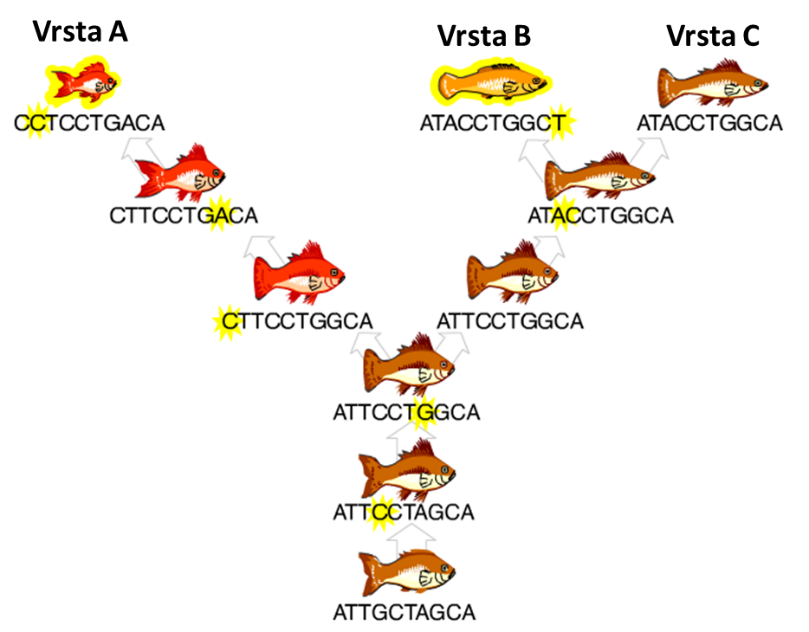 Vrsta A
Vrsta B
Vrsta C
CCTCCTGACA
ATACCTGGCT
ATACCTGGCA
CTTCCTGACA
ATACCTGGCA
CTTCCTGGCA
ATTCCTGGCA
ATTCCTGGCA
ATTCCTAGCA
ATTGCTAGCA